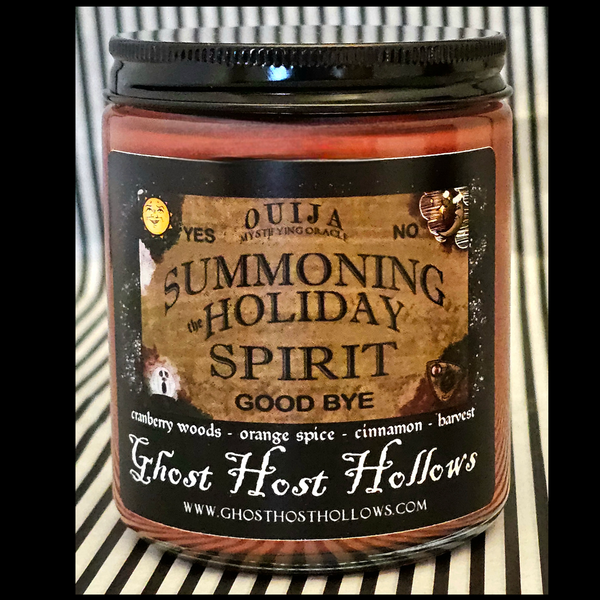 OUIJA
YES MYSTIFYING ORACLE NO
SUMMONING
the HOLIDAY
SPIRIT
GOOD BYE
cranberry woods - orange spice - cinnamon - harvest
Ghost Host Hollows
WWW.GHOSTHOSTHOLLOWS.COM